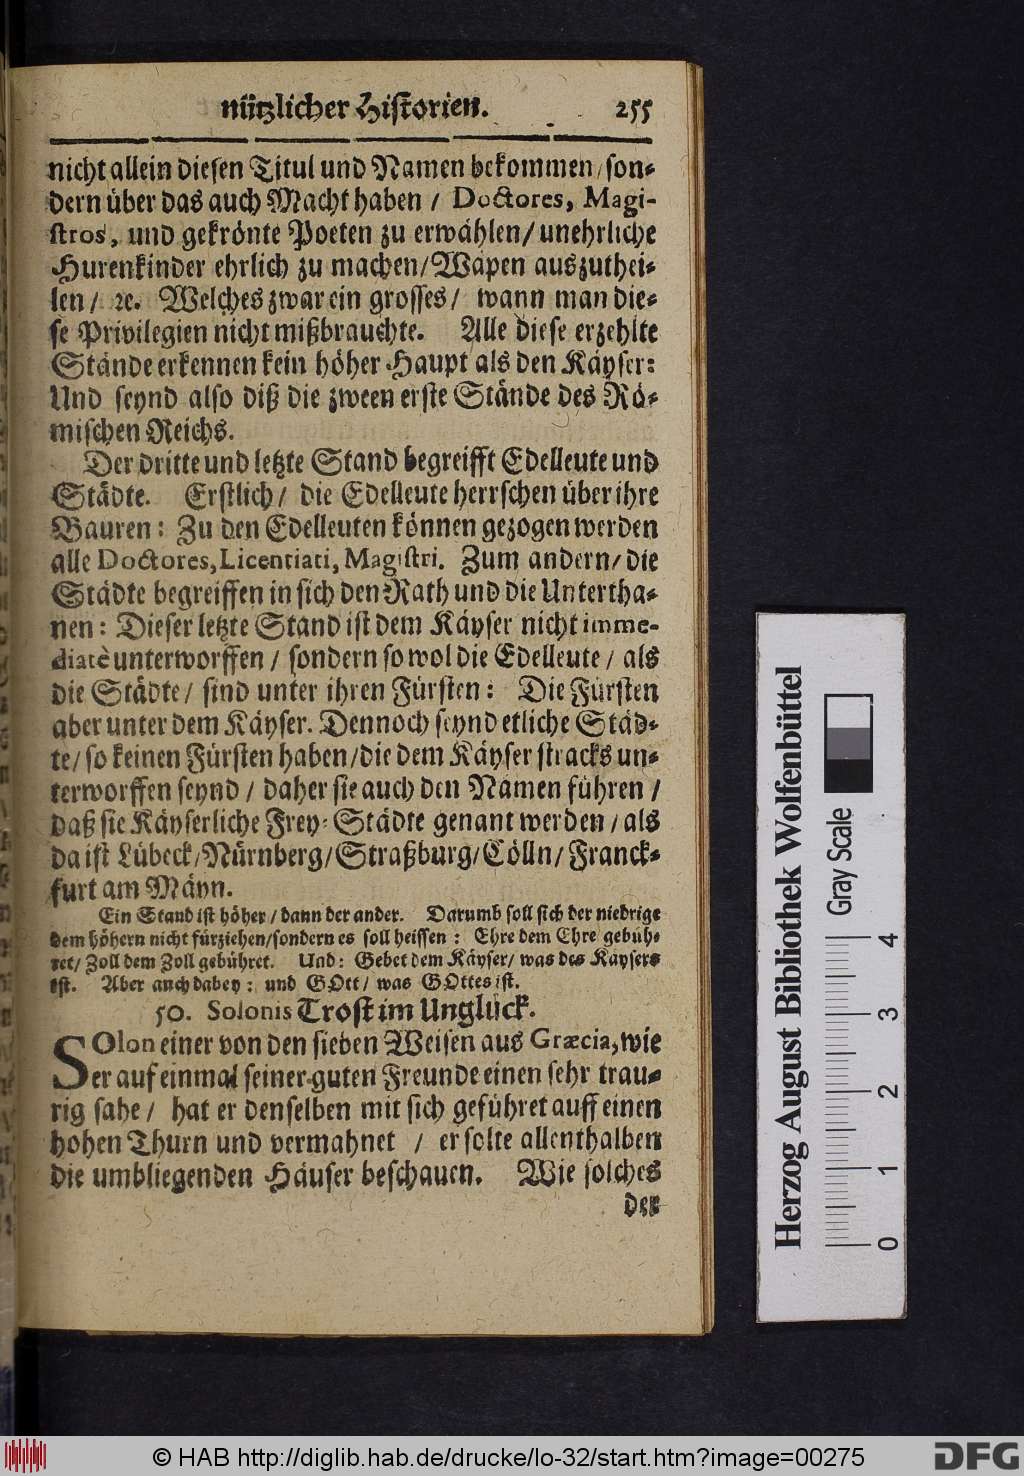 nützlicher Historien. 255
nicht allein diesen Titul und Namen bekommen/son-
dern über das auch Macht haben / Doctores, Magi-
stros, und gekrönte Poeten zu erwählen/unehrliche
Hurenkinder ehrlich zu machen/Wapen auszuthei-
len/ ꝛc. Welches zwar ein grosses/ wann man die-
se Privilegien nicht mißbrauchte. Alle diese erzehlte
Stände erkennen kein höher Haupt als den Käyser:
Und seynd also diß die zween erste Stände des Rö-
mischen Reichs.
Der dritte und letzte Stand begreifft Edelleute und
Städte. Erstlich/ die Edelleute herrschen über ihre
Bauren: Zu den Edelleuten können gezogen werden
alle Doctores, Licentiati, Magistri. Zum andern/die
Städte begreiffen in sich den Rath und die Untertha-
nen: Dieser letzte Stand ist dem Käyser nicht imme-
diatè unterworffen / sondern so wol die Edelleute / als
die Städte/ sind unter ihren Fürsten: Die Fürsten
aber unter dem Käyser. Dennoch seynd etliche Städ-
te/so keinen Fürsten haben/die dem Käyser stracks un-
terworffen seynd / daher sie auch den Namen führen /
daß sie Käyserliche Frey-Städte genant werden/als
da ist Lübeck/Nürnberg/Straßburg/Cölln/Franck-
furt am Mäyn.
Ein Stand ist höher / dann der ander. Darumb soll sich der niedrige
dem höhern nicht fürziehen/sondern es soll heissen: Ehre dem Ehre gebüh-
ret/ Zoll dem Zoll gebühret. Und: Gebet dem Käyser/ was des Käysers
ist. Aber auch dabey: und GOtt/ was GOttes ist.
50. Solonis Trost im Unglück.
SOlon einer von den sieben Weisen aus Græcia, wie
er auf einmal seiner guten Freunde einen sehr trau-
rig sahe/ hat er denselben mit sich geführet auff einen
hohen Thurn und vermahnet / er solte allenthalben
die umbliegenden Häuser beschauen. Wie solches
der
Herzog August Bibliothek Wolfenbüttel
Gray Scale
0 1 2 3 4
© HAB http://diglib.hab.de/drucke/lo-32/start.htm?image=00275
DFG